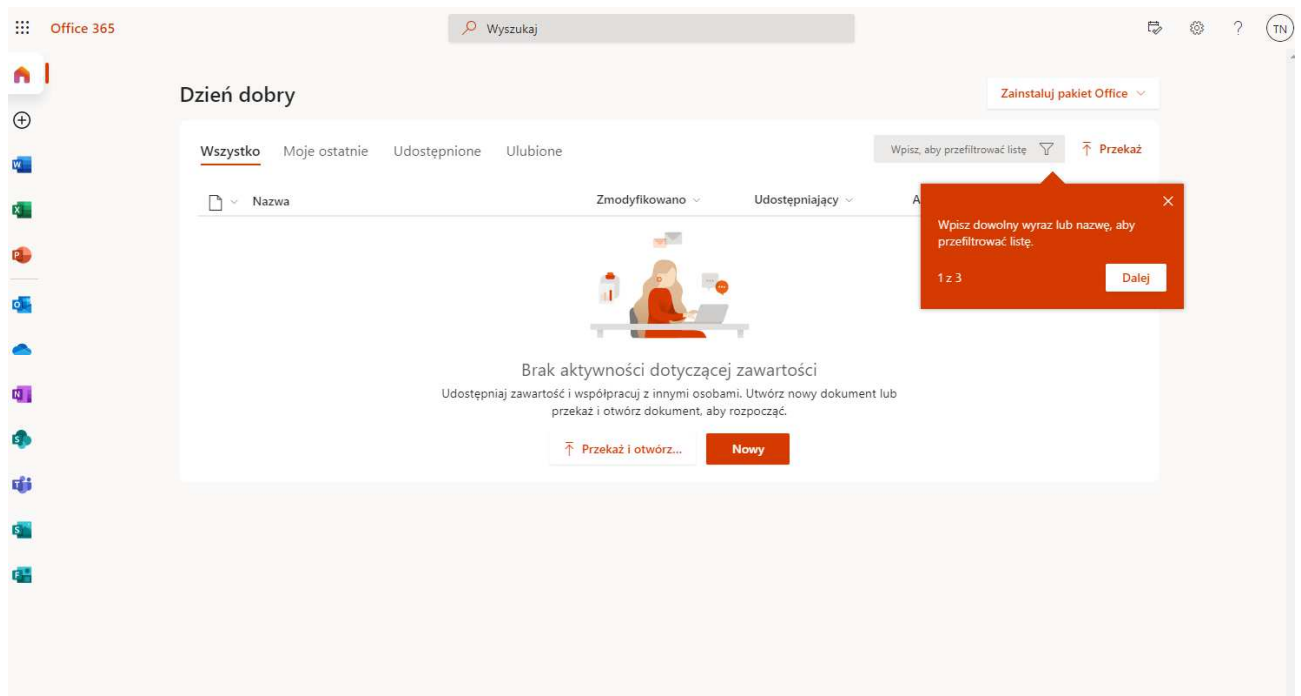 Office 365
Wyszukaj
TN
Dzień dobry
Zainstaluj pakiet Office
Wszystko Moje ostatnie Udostępnione Ulubione
Wpisz, aby przefiltrować listę
Przekaż
Nazwa Zmodyfikowano Udostępniający A
Wpisz dowolny wyraz lub nazwę, aby
przefiltrować listę.
1 z 3 Dalej
Brak aktywności dotyczącej zawartości
Udostępniaj zawartość i współpracuj z innymi osobami. Utwórz nowy dokument lub
przekaż i otwórz dokument, aby rozpocząć.
Przekaż i otwórz... Nowy